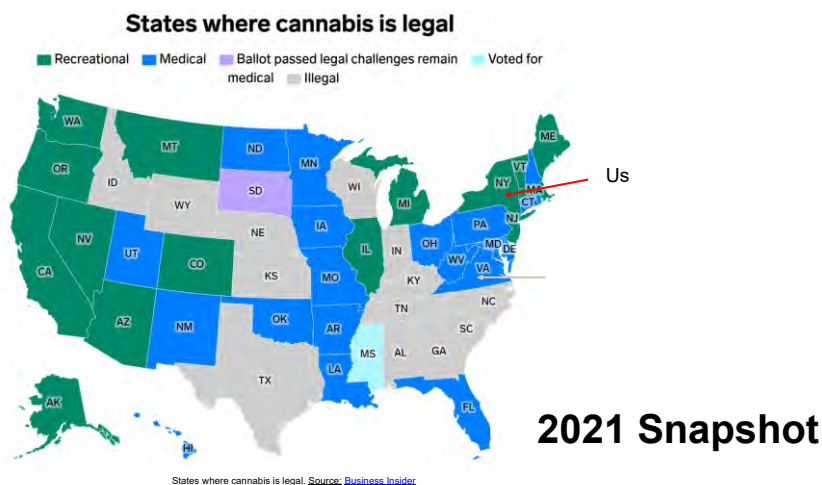 States where cannabis is legal
Recreational Medical Ballot passed legal challenges remain Voted for
medical Illegal
WA
MT
ND
MN
ME
OR
ID
WY
SD
WI
MI
VT
NY
MA
CT
Us
NV
UT
CO
NE
IA
IL
IN
OH
PA
NJ
MD
DE
WV
VA
CA
KS
MO
KY
NC
AZ
NM
OK
AR
TN
SC
TX
LA
MS
AL
GA
AK
HI
FL
2021 Snapshot
States where cannabis is legal. Source: Business Insider